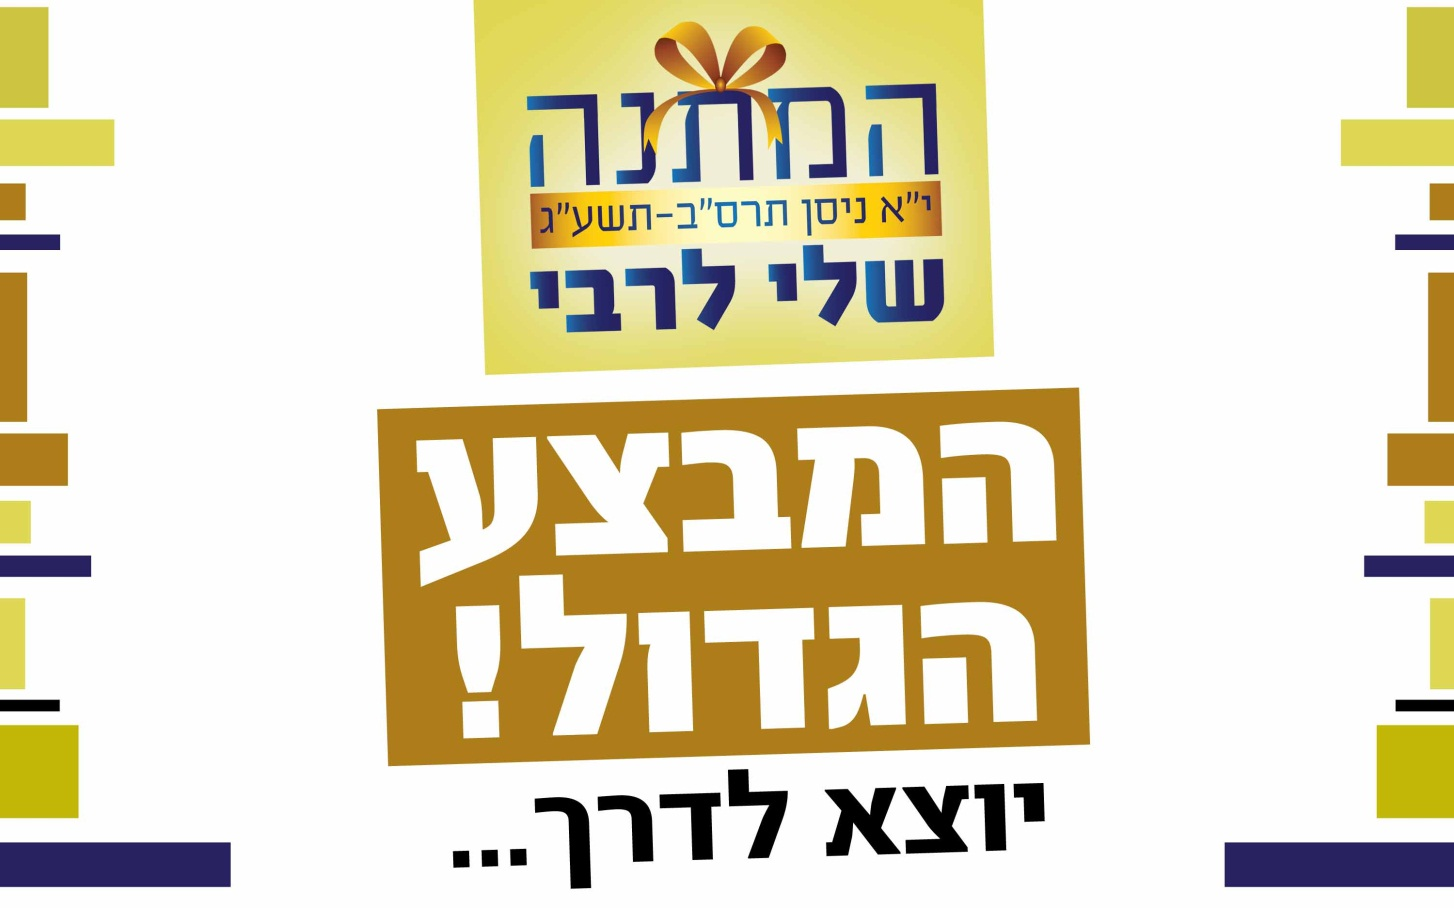 המתנה
י"א ניסן תרס"ב-תשע"ג
שלי לרבי
המבצע
הגדול!
יוצא לדרך...